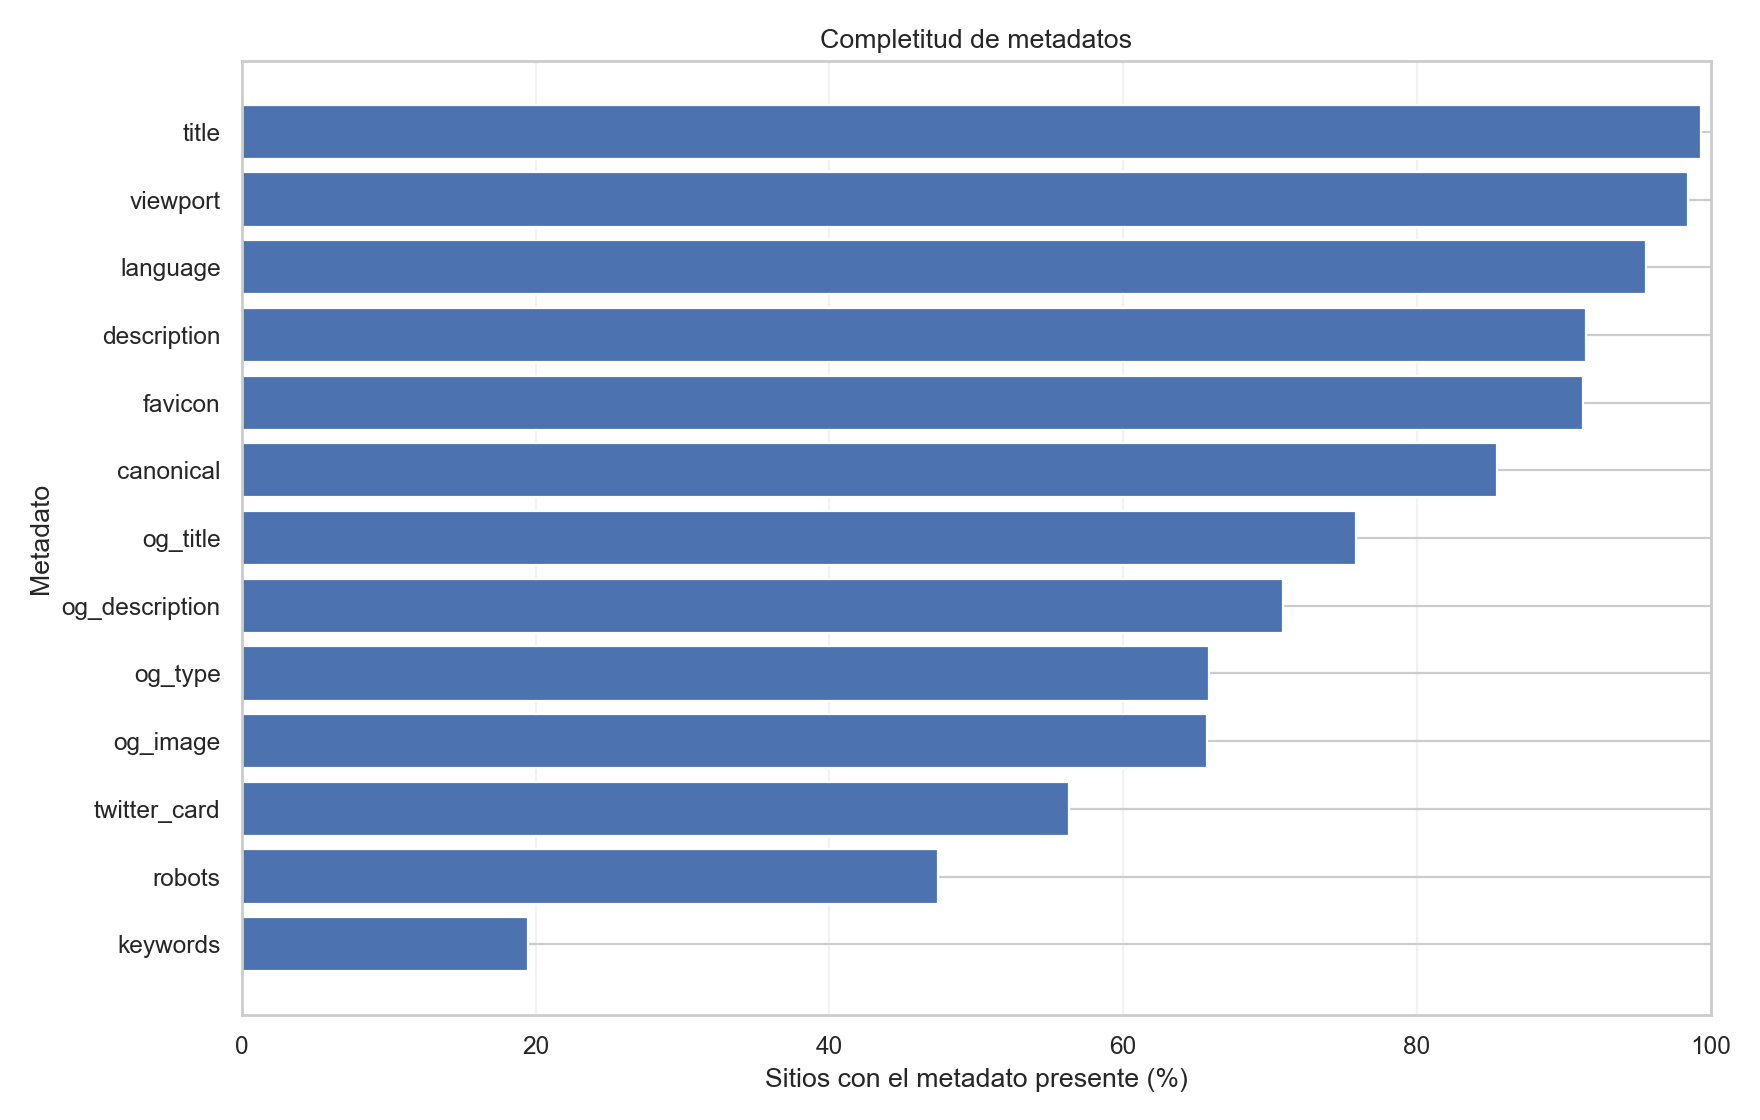 Completitud de metadatos
title
viewport
language
description
favicon
canonical
og_title
og_description
og_type
og_image
twitter_card
robots
keywords
Metadato
0 20 40 60 80 100
Sitios con el metadato presente (%)